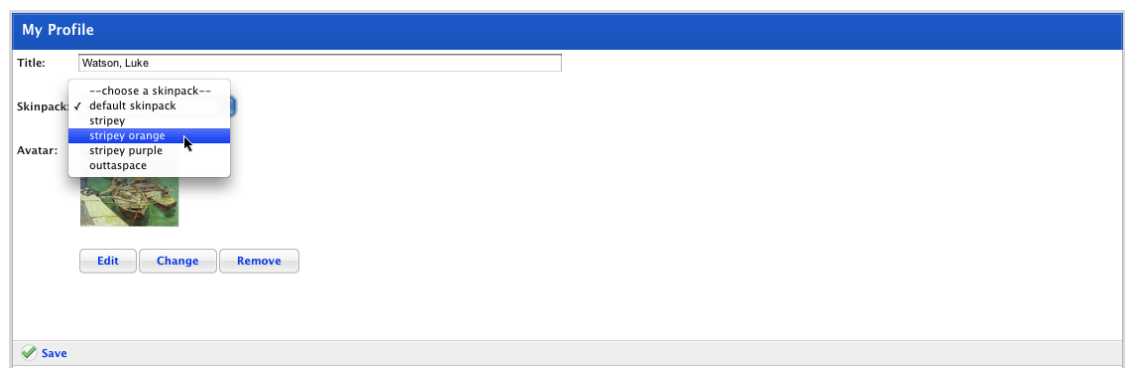 My Profile
Title: Watson, Luke
--choose a skinpack--
Skinpack: ✓ default skinpack
stripey
stripey orange
Avatar: stripey purple
outtaspace
Edit Change Remove
Save